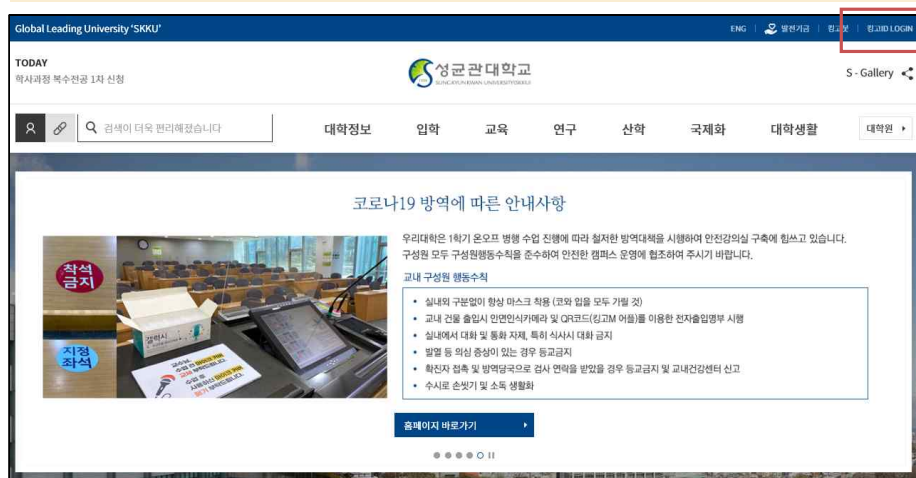 Global Leading University 'SKKU'
ENG
발전기금
킹고봇
킹고ID LOGIN
TODAY
학사과정 복수전공 1차 신청
성균관대학교
SUNGKYUNKWAN UNIVERSITY(SKKU)
S - Gallery
검색이 더욱 편리해졌습니다
대학정보 입학 교육 연구 산학 국제화 대학생활 대학원
코로나19 방역에 따른 안내사항
착석
금지
지정
좌석
우리대학은 1학기 온오프 병행 수업 진행에 따라 철저한 방역대책을 시행하여 안전강의실 구축에 힘쓰고 있습니다.
구성원 모두 구성원행동수칙을 준수하여 안전한 캠퍼스 운영에 협조하여 주시기 바랍니다.
교내 구성원 행동수칙
• 실내외 구분없이 항상 마스크 착용 (코와 입을 모두 가릴 것)
• 교내 건물 출입시 안면인식카메라 및 QR코드(킹고M 어플)를 이용한 전자출입명부 시행
• 실내에서 대화 및 통화 자제, 특히 식사시 대화 금지
• 발열 등 의심 증상이 있는 경우 등교금지
• 확진자 접촉 및 방역당국으로 검사 연락을 받았을 경우 등교금지 및 교내건강센터 신고
• 수시로 손씻기 및 소독 생활화
홈페이지 바로가기